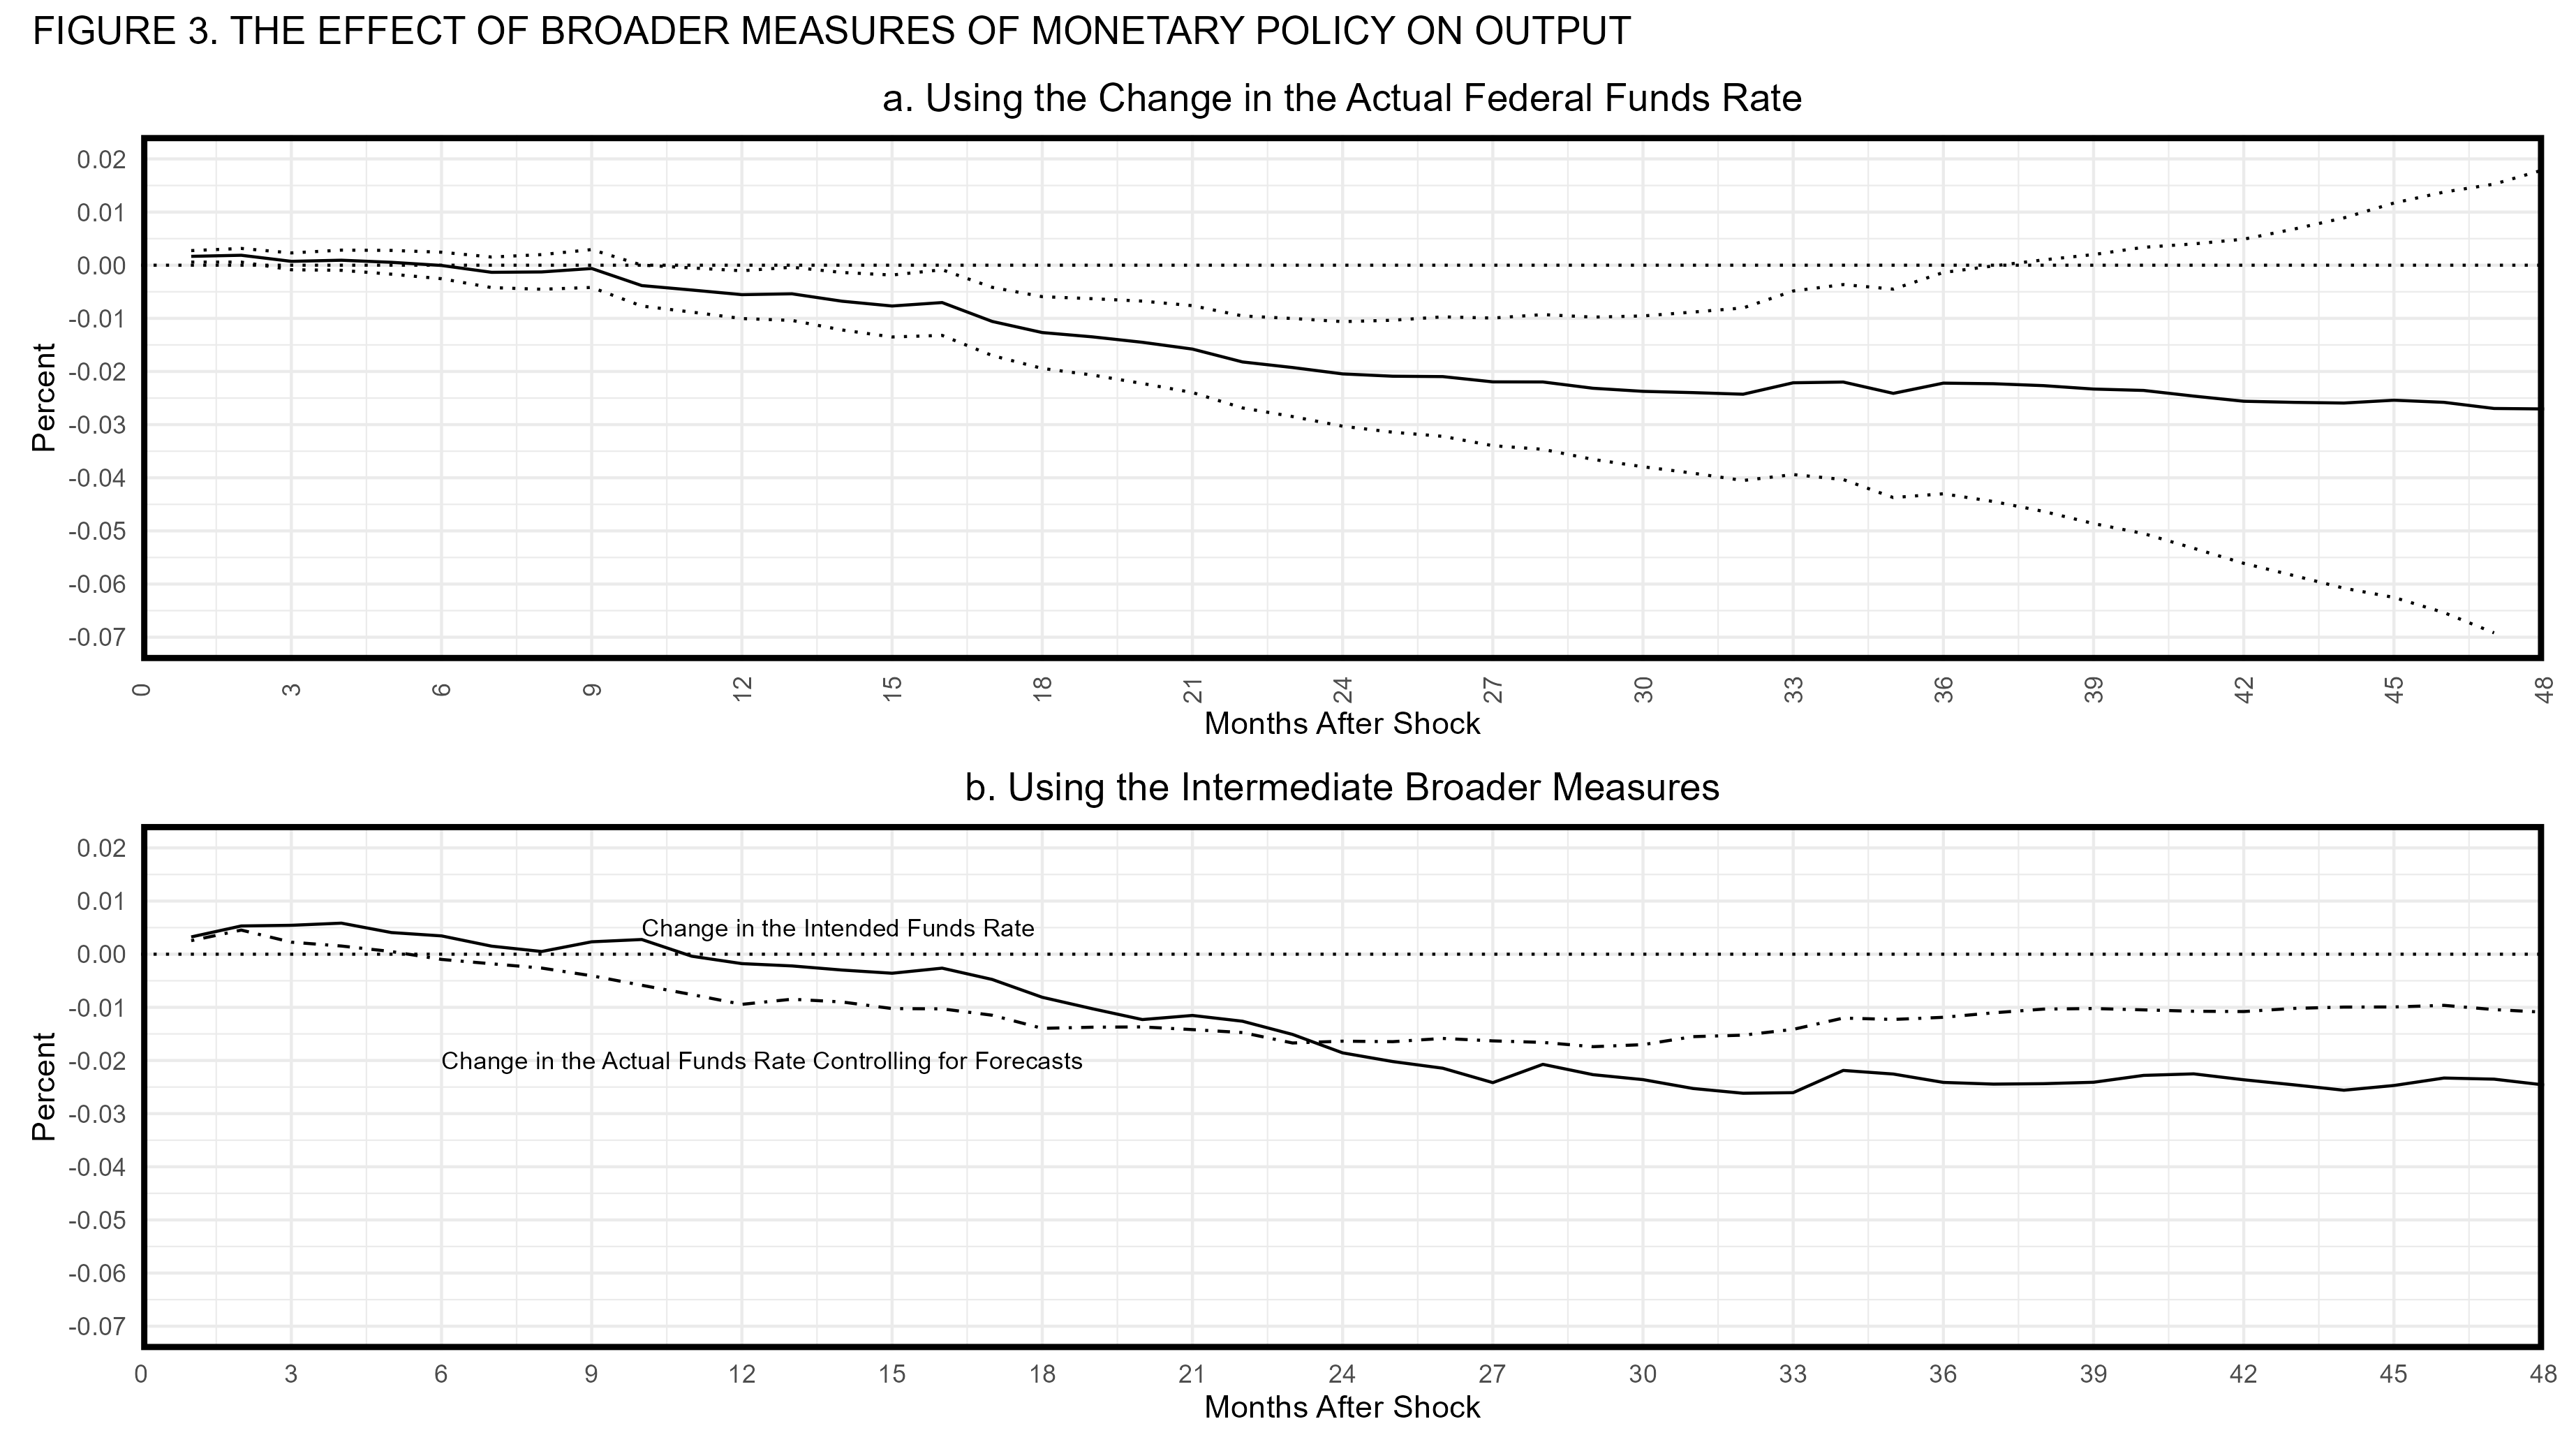 FIGURE 3. THE EFFECT OF BROADER MEASURES OF MONETARY POLICY ON OUTPUT
a. Using the Change in the Actual Federal Funds Rate
Percent
0.02
0.01
0.00
-0.01
-0.02
-0.03
-0.04
-0.05
-0.06
-0.07
0 3 6 9 12 15 18 21 24 27 30 33 36 39 42 45 48
Months After Shock
b. Using the Intermediate Broader Measures
Percent
0.02
0.01
0.00
-0.01
-0.02
-0.03
-0.04
-0.05
-0.06
-0.07
Change in the Intended Funds Rate
Change in the Actual Funds Rate Controlling for Forecasts
0 3 6 9 12 15 18 21 24 27 30 33 36 39 42 45 48
Months After Shock